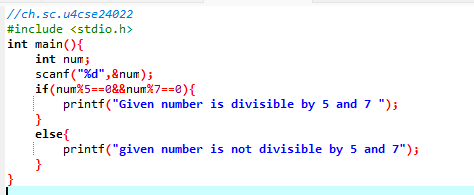 //ch.sc.u4cse24022
#include <stdio.h>
int main(){
    int num;
    scanf("%d",&num);
    if(num%5==0&&num%7==0){
        printf("Given number is divisible by 5 and 7 ");
    }
    else{
        printf("given number is not divisible by 5 and 7");
    }
}